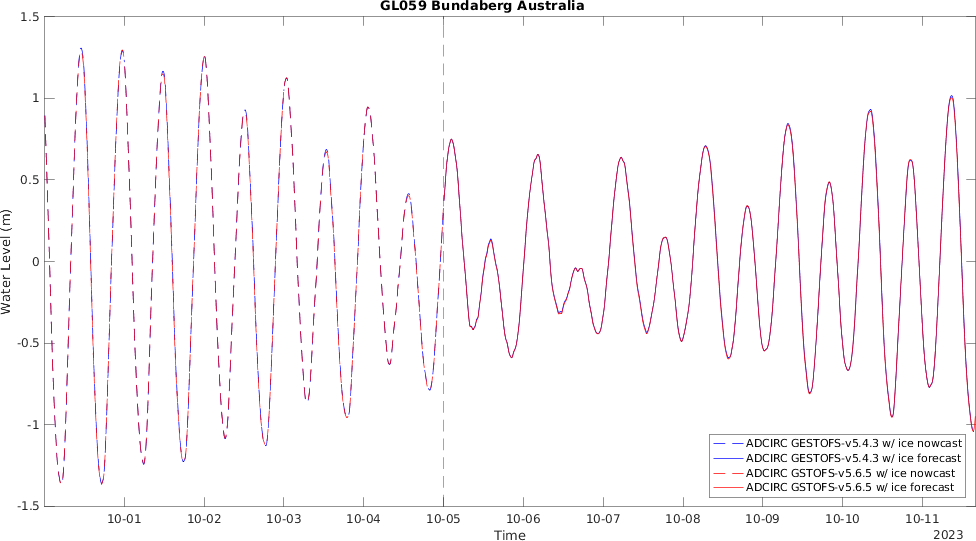 GL059 Bundaberg Australia
1.5
1
0.5
0
-0.5
-1
-1.5
Water Level (m)
10-01
10-02
10-03
10-04
10-05
10-06
10-07
10-08
10-09
10-10
10-11
Time
2023
ADCIRC GESTOFS-v5.4.3 w/ ice nowcast
ADCIRC GESTOFS-v5.4.3 w/ ice forecast
ADCIRC GSTOFS-v5.6.5 w/ ice nowcast
ADCIRC GSTOFS-v5.6.5 w/ ice forecast